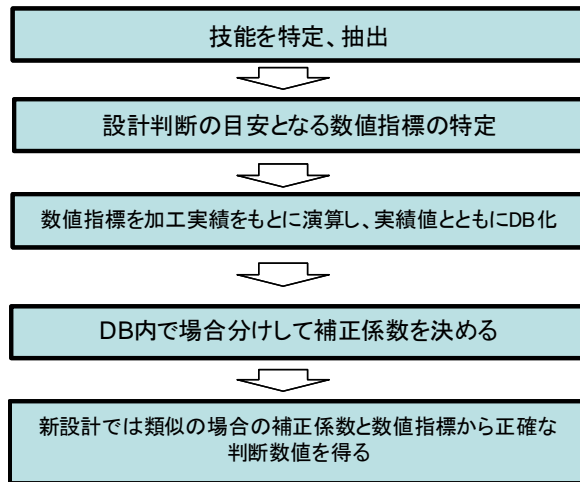 技能を特定、抽出
設計判断の目安となる数値指標の特定
数値指標を加工実績をもとに演算し、実績値とともにDB化
DB内で場合分けして補正係数を決める
新設計では類似の場合の補正係数と数値指標から正確な
判断数値を得る